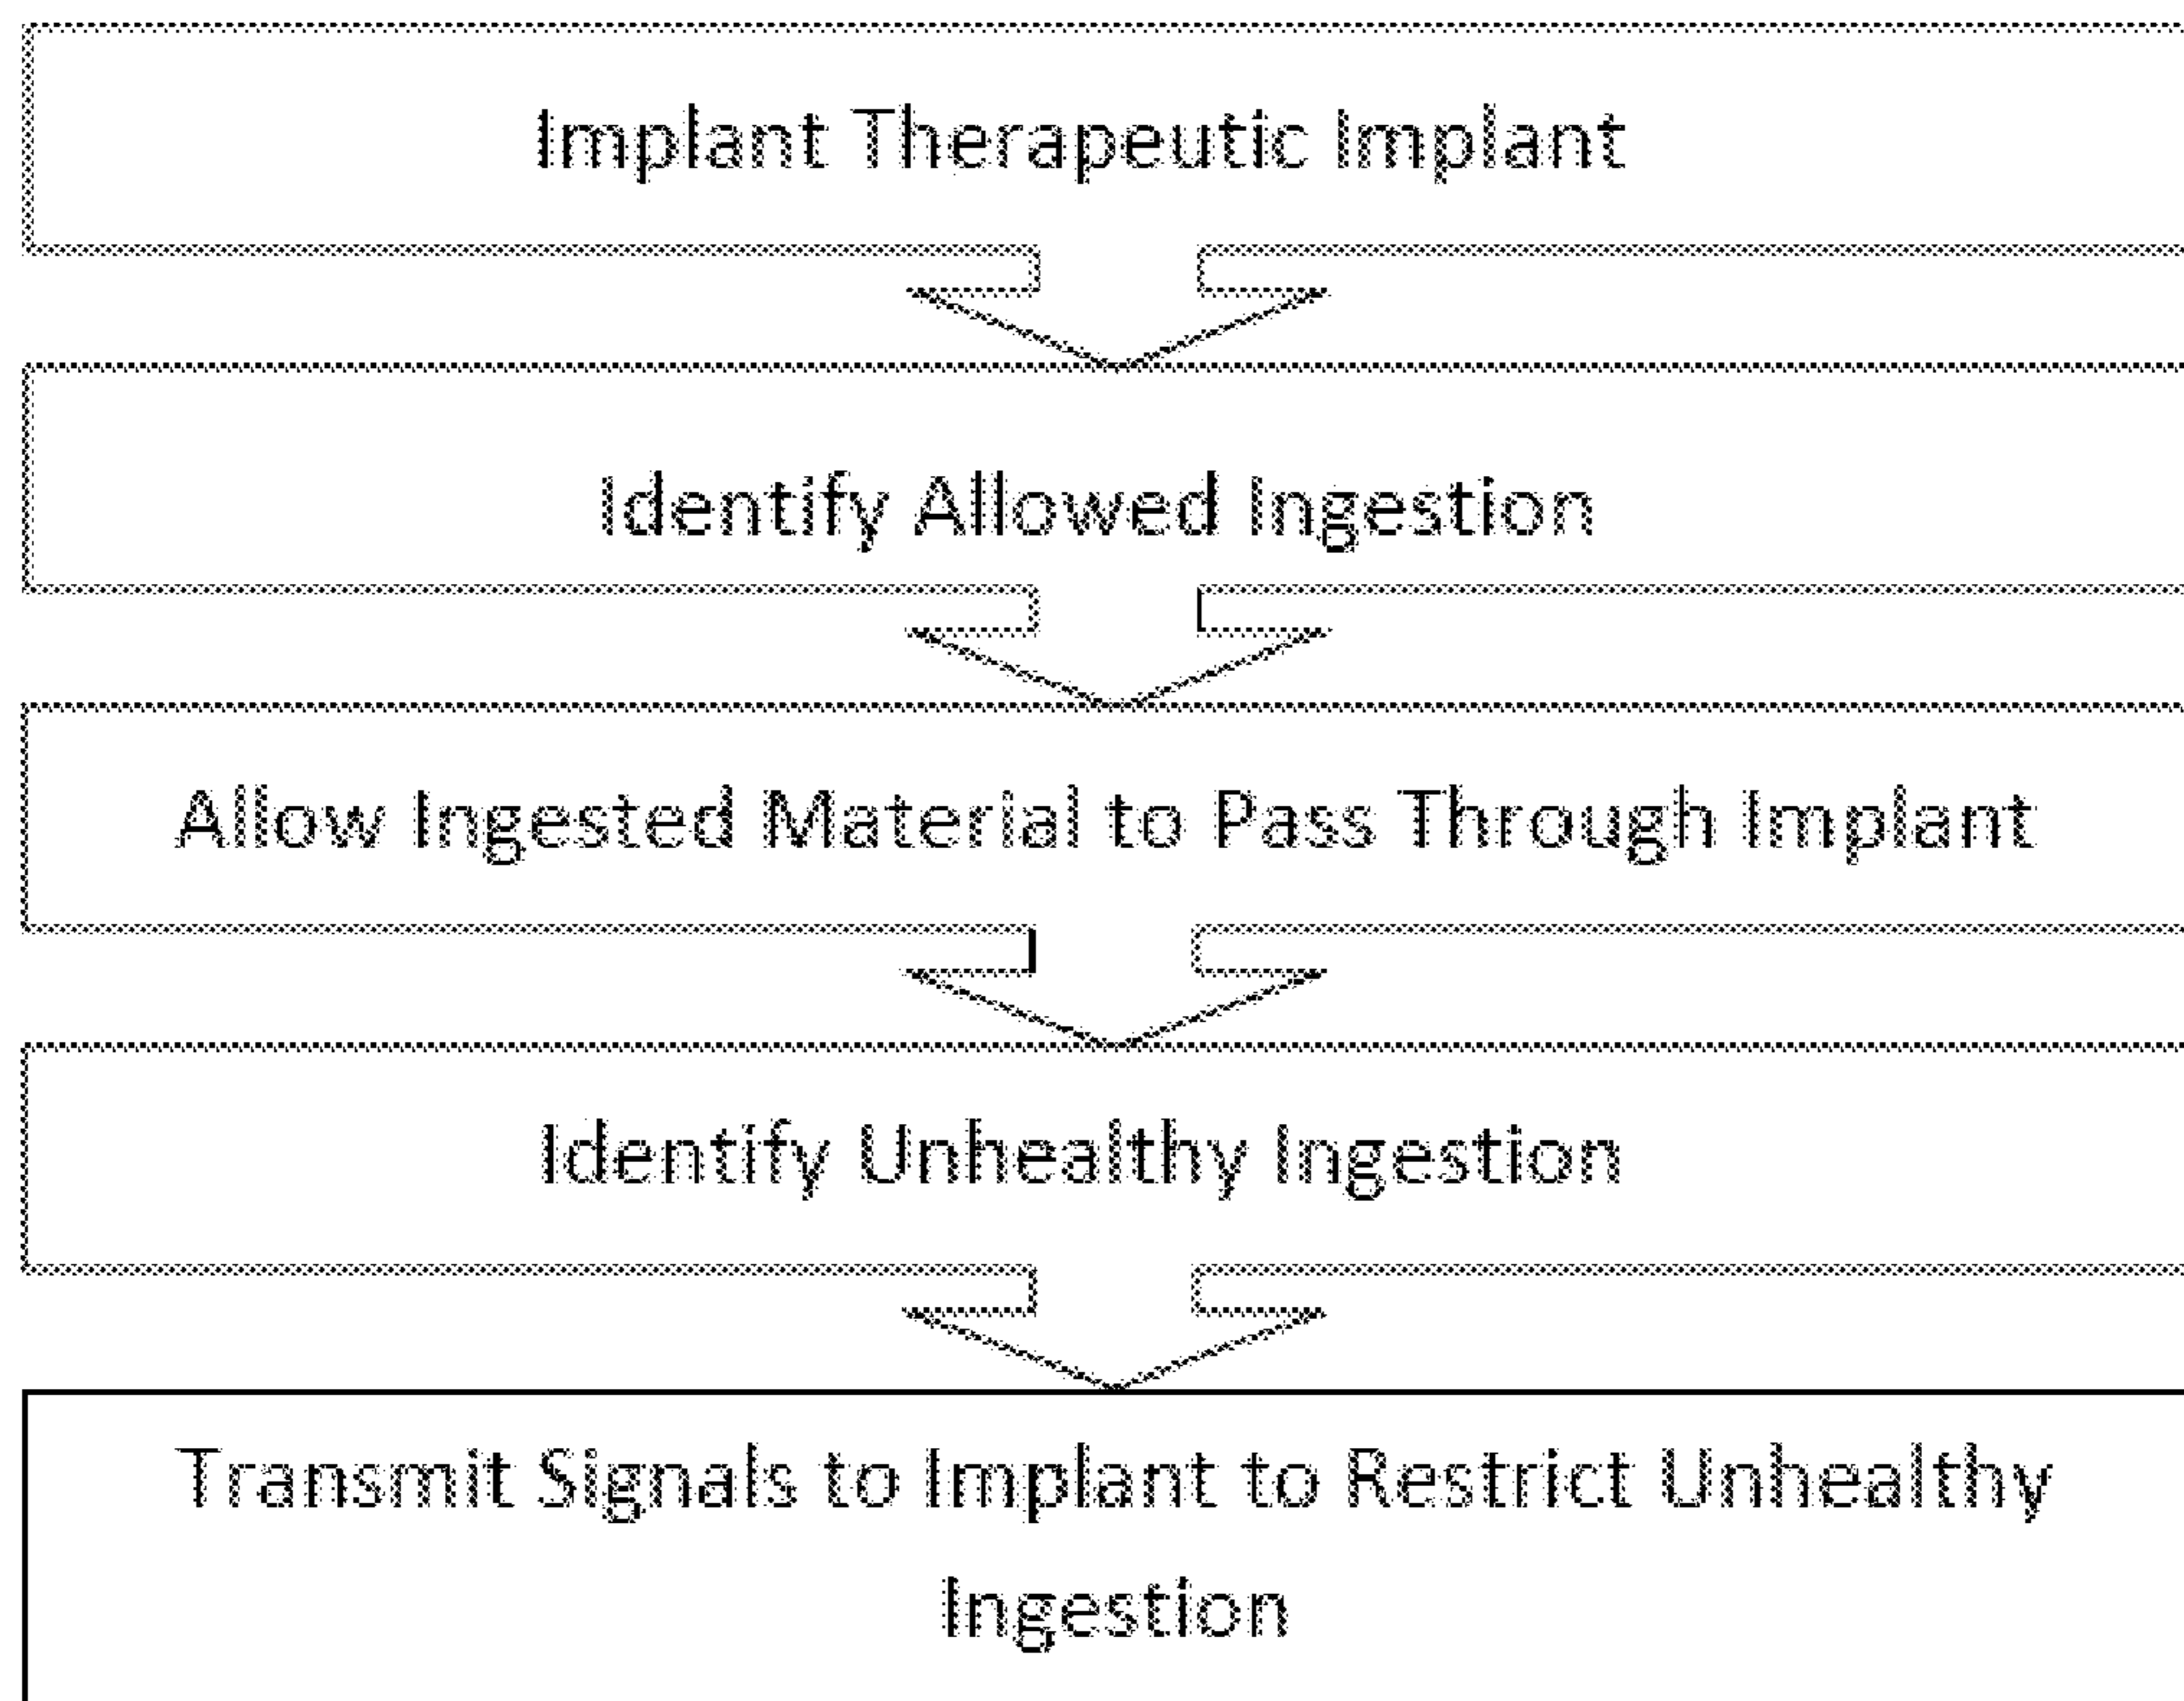 Implant Therapeutic Implant
Identify Allowed Ingestion
Allow Ingested Material to Pass Through Implant
Identify Unhealthy Ingestion
Transmit Signals to Implant to Restrict Unhealthy
Ingestion